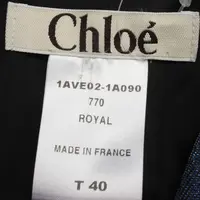 Chloé
1AVE02-1A090
770
ROYAL
MADE IN FRANCE
T 40